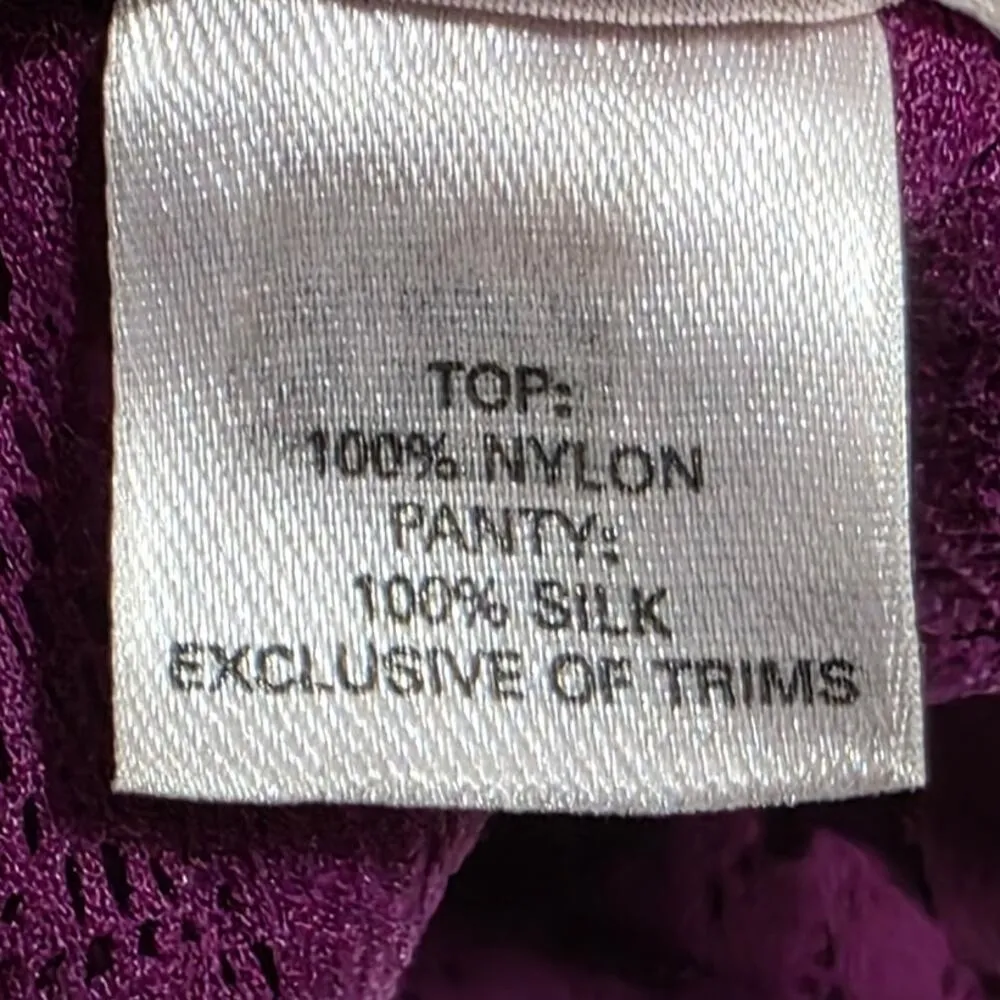 TOP:
100% NYLON
PANTY:
100% SILK
EXCLUSIVE OF TRIMS